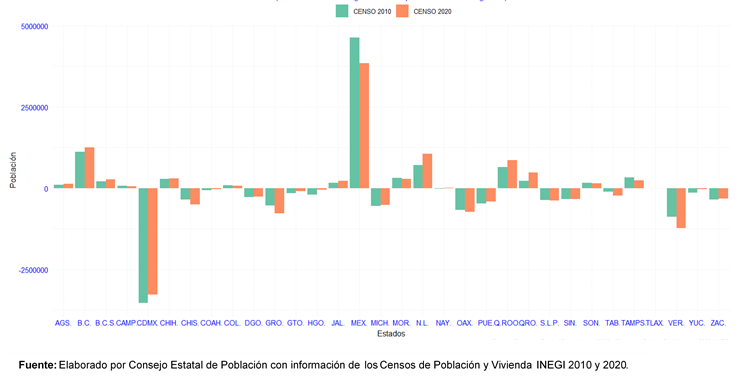 CENSO 2010 CENSO 2020
5000000
2500000
0
-2500000
Población
AGS. B.C. B.C.S. CAMP. CDMX. CHIH. CHIS. COAH. COL. DGO. GRO. GTO. HGO. JAL. MEX. MICH. MOR. N.L. NAY. OAX. PUE. Q.ROO QRO. S.L.P. SIN. SON. TAB. TAMPS. TLAX. VER. YUC. ZAC.
Estados
Fuente: Elaborado por Consejo Estatal de Población con información de los Censos de Población y Vivienda INEGI 2010 y 2020.